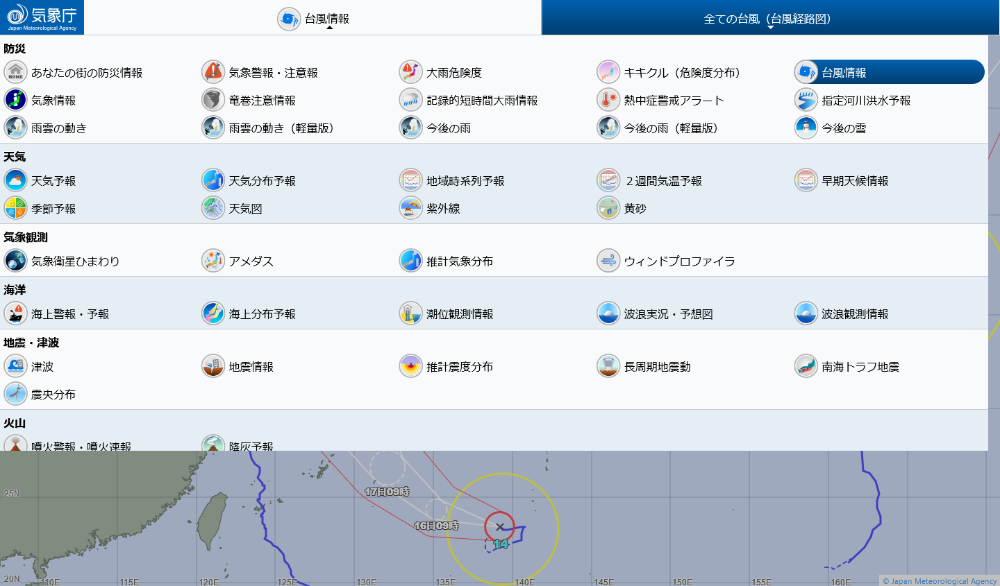 気象庁
Japan Meteorological Agency
台風情報
全ての台風（台風経路図）
防災
あなたの街の防災情報
気象警報・注意報
大雨危険度
キキクル（危険度分布）
台風情報
気象情報
竜巻注意情報
記録的短時間大雨情報
熱中症警戒アラート
指定河川洪水予報
雨雲の動き
雨雲の動き（軽量版）
今後の雨
今後の雨（軽量版）
今後の雪
天気
天気予報
天気分布予報
地域時系列予報
２週間気温予報
早期天候情報
季節予報
天気図
紫外線
黄砂
気象観測
気象衛星ひまわり
アメダス
推計気象分布
ウィンドプロファイラ
海洋
海上警報・予報
海上分布予報
潮位観測情報
波浪実況・予想図
波浪観測情報
地震・津波
津波
地震情報
推計震度分布
長周期地震動
南海トラフ地震
震央分布
火山
噴火警報・噴火速報
降灰予報
25N
17日09時
16日09時
14
20N
110E
115E
120E
125E
130E
135E
140E
145E
150E
155E
160E
© Japan Meteorological Agency